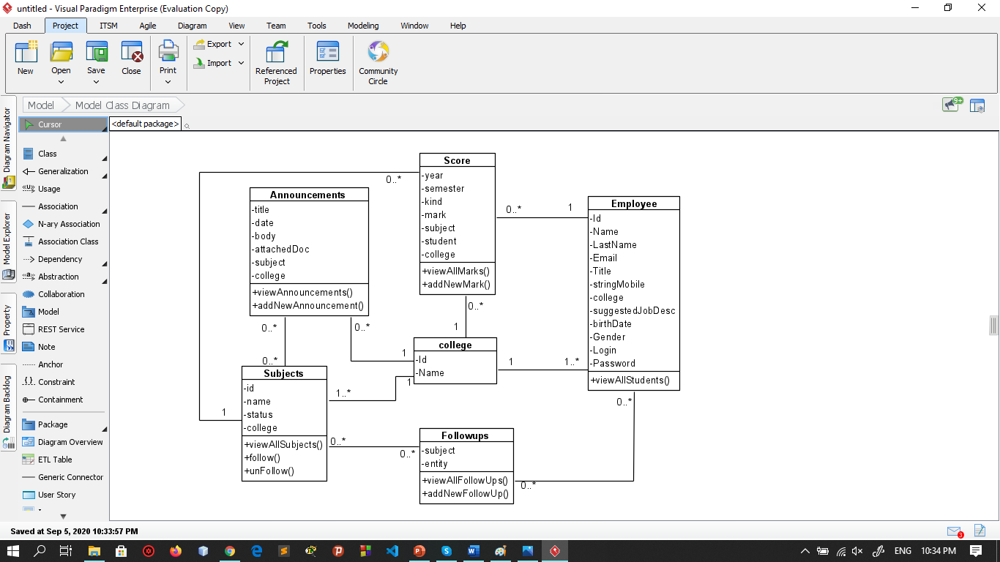 untitled - Visual Paradigm Enterprise (Evaluation Copy)
Dash Project ITSM Agile Diagram View Team Tools Modeling Window Help
New Open Save Close Print Export Import Referenced Project Properties Community Circle
Model Model Class Diagram
9+
Diagram Navigator
Model Explorer
Property
Diagram Backlog
Cursor
Class
Generalization
«U» Usage
Association
N-ary Association
Association Class
Dependency
«a» Abstraction
Collaboration
Model
REST Service
Note
Anchor
{} Constraint
Containment
Package
Diagram Overview
ETL Table
Generic Connector
User Story
<default package>
Score
-year
-semester
-kind
-mark
-subject
-student
-college
+viewAllMarks()
+addNewMark()
0..*
0..*
1
0..*
1
Announcements
-title
-date
-body
-attachedDoc
-subject
-college
+viewAnnouncements()
+addNewAnnouncement()
0..*
0..*
0..*
1
Employee
-Id
-Name
-LastName
-Email
-Title
-stringMobile
-college
-suggestedJobDesc
-birthDate
-Gender
-Login
-Password
+viewAllStudents()
0..*
college
-Id
-Name
1
1..*
1
1..*
Subjects
-id
-name
-status
-college
+viewAllSubjects()
+follow()
+unFollow()
1
0..*
0..*
Followups
-subject
-entity
+viewAllFollowUps()
+addNewFollowUp()
0..*
Saved at Sep 5, 2020 10:33:57 PM
3
ENG 10:34 PM